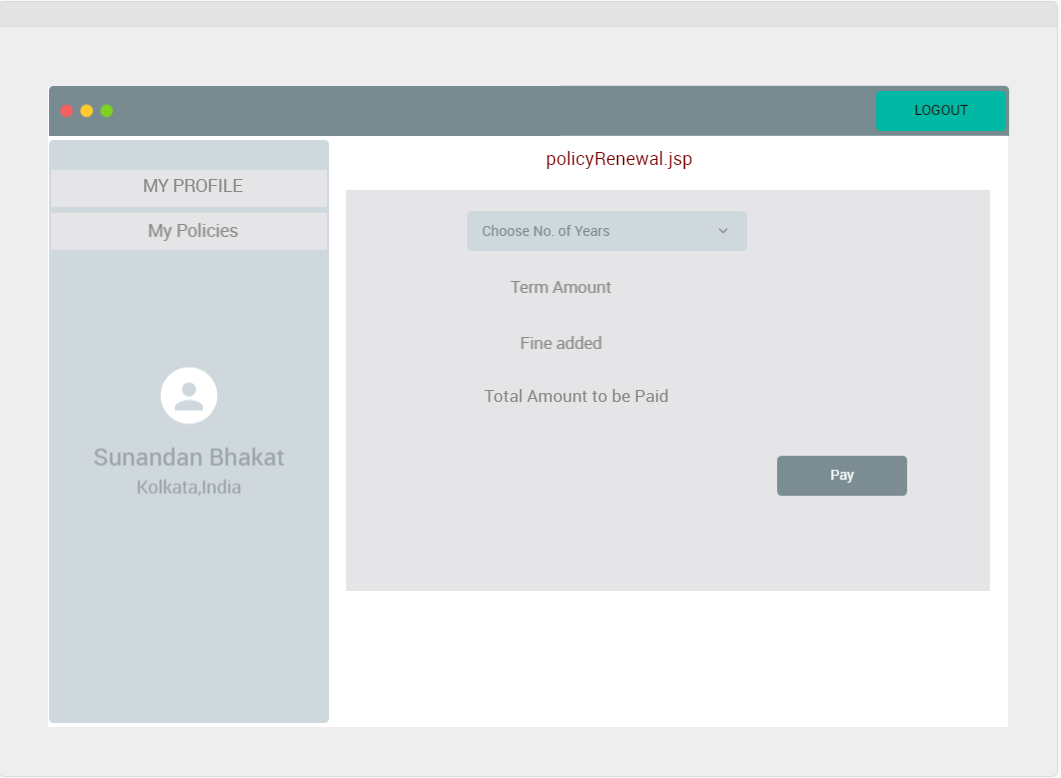 LOGOUT
policyRenewal.jsp
MY PROFILE
My Policies
Sunandan Bhakat
Kolkata,India
Choose No. of Years
Term Amount
Fine added
Total Amount to be Paid
Pay